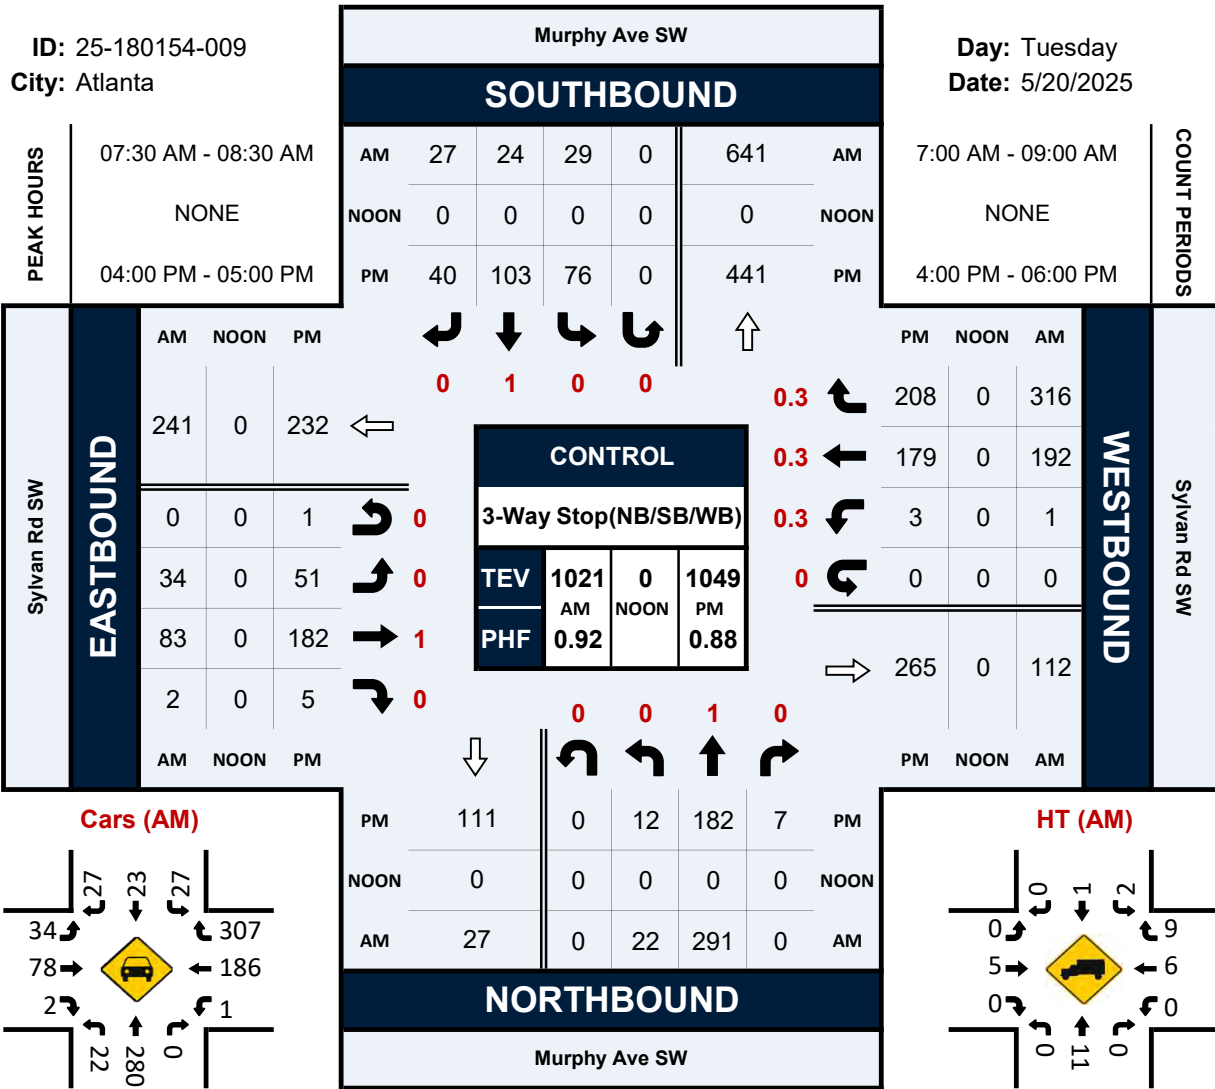 Murphy Ave SW
ID: 25-180154-009
Day: Tuesday
City: Atlanta
Date: 5/20/2025
SOUTHBOUND
PEAK HOURS
07:30 AM - 08:30 AM
NONE
04:00 PM - 05:00 PM
AM 27 24 29 0 641 AM
NOON 0 0 0 0 0 NOON
PM 40 103 76 0 441 PM
7:00 AM - 09:00 AM
NONE
4:00 PM - 06:00 PM
COUNT PERIODS
0 1 0 0
Sylvan Rd SW
EASTBOUND
AM NOON PM
241 0 232
0 0 1 0
34 0 51 0
83 0 182 1
2 0 5 0
AM NOON PM
CONTROL
3-Way Stop(NB/SB/WB)
TEV 1021 0 1049
AM NOON PM
PHF 0.92 0.88
PM NOON AM
0.3 208 0 316
0.3 179 0 192
0.3 3 0 1
0 0 0 0
265 0 112
PM NOON AM
WESTBOUND
Sylvan Rd SW
0 0 1 0
PM 111 0 12 182 7 PM
NOON 0 0 0 0 0 NOON
AM 27 0 22 291 0 AM
NORTHBOUND
Murphy Ave SW
Cars (AM)
27 23 27
34 307
78 186
2 1
22 280 0
HT (AM)
0 1 2
0 9
5 6
0 0
0 11 0